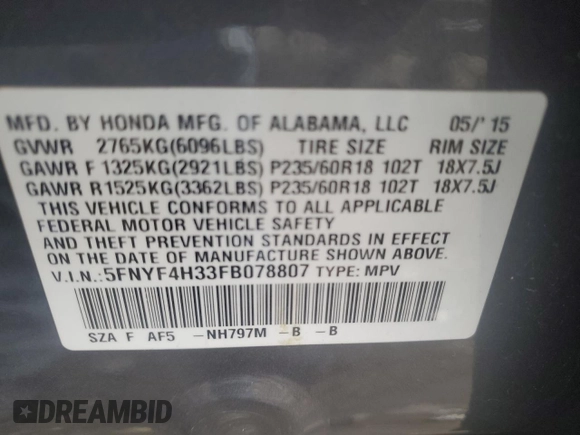 MFD. BY HONDA MFG. OF ALABAMA, LLC 05/'15
GVWR 2765KG(6096LBS) TIRE SIZE RIM SIZE
GAWR F 1325KG(2921LBS) P235/60R18 102T 18X7.5J
GAWR R1525KG(3362LBS) P235/60R18 102T 18X7.5J
THIS VEHICLE CONFORMS TO ALL APPLICABLE
FEDERAL MOTOR VEHICLE SAFETY
AND THEFT PREVENTION STANDARDS IN EFFECT
ON THE DATE OF MANUFACTURE SHOWN ABOVE.
V.I.N.:5FNYF4H33FB078807 TYPE: MPV
SZA F AF5 -NH797M -B -B
DREAMBID